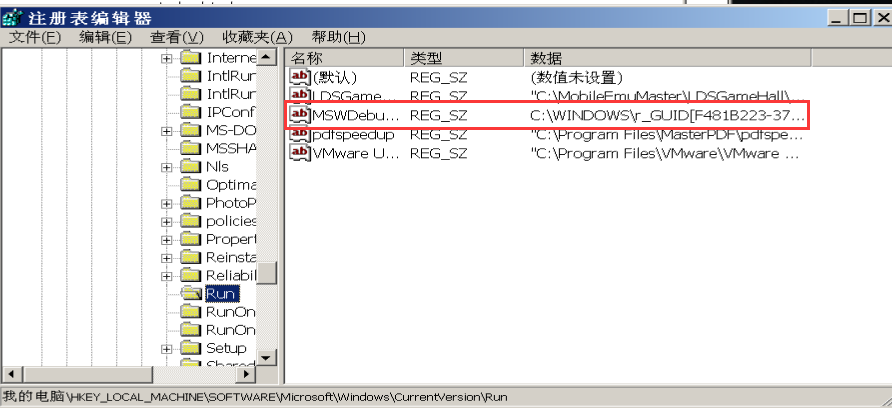 注册表编辑器
文件(F) 编辑(E) 查看(V) 收藏夹(A) 帮助(H)
Interne
IntlRur
IntlRur
IPConf
MS-DO
MSSHA
Nls
Optima
PhotoP
policies
Propert
Reinsta
Reliabil
Run
RunOn
RunOn
Setup
Shared
名称 类型 数据
(默认) REG_SZ (数值未设置)
LDSGame... REG_SZ "C:\MobileEmuMaster\LDSGameHall\...
MSWDebu... REG_SZ C:\WINDOWS\r_GUID[F481B223-37...
pdfspeedup REG_SZ "C:\Program Files\MasterPDF\pdfspe...
VMware U... REG_SZ "C:\Program Files\VMware\VMware ...
我的电脑\HKEY_LOCAL_MACHINE\SOFTWARE\Microsoft\Windows\CurrentVersion\Run